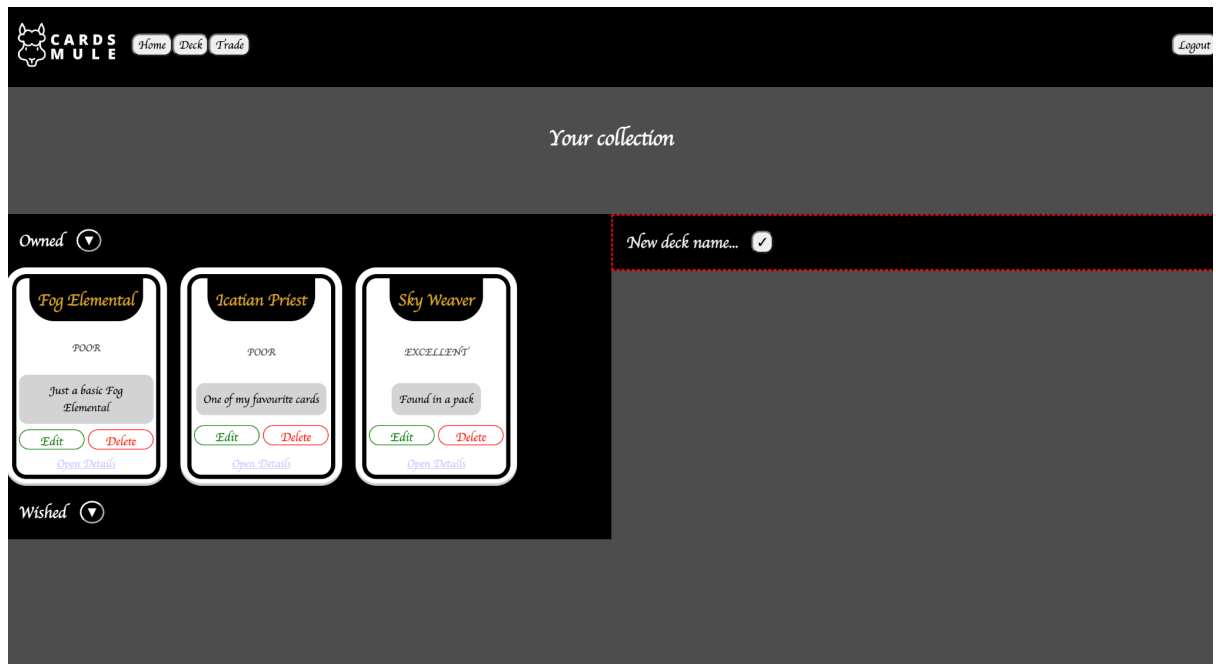 CARDS
MULE
Home Deck Trade
Logout
Your collection
Owned
Fog Elemental
POOR
Just a basic Fog
Elemental
Edit Delete
Open Details
Icatian Priest
POOR
One of my favourite cards
Edit Delete
Open Details
Sky Weaver
EXCELLENT
Found in a pack
Edit Delete
Open Details
Wished
New deck name...